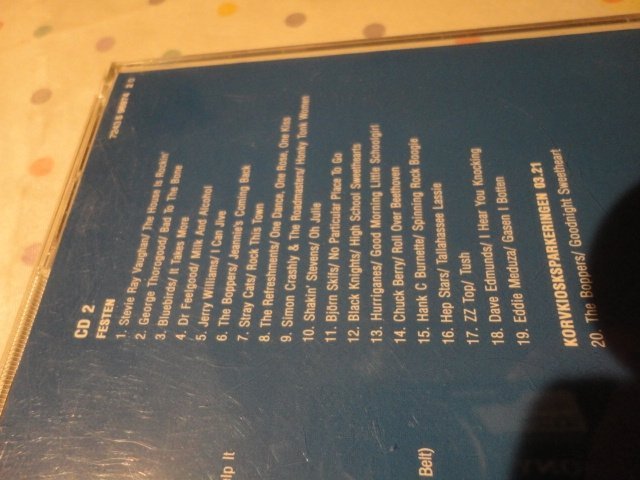 CD 2
FESTEN
1. Stevie Ray Vaughan/ The House Is Rockin'
2. George Thorogood/ Bad To The Bone
3. Bluebirds/ It Takes More
4. Dr Feelgood/ Milk And Alcohol
5. Jerry Williams/ I Can Jive
6. The Boppers/ Jeannie's Coming Back
7. Stray Cats/ Rock This Town
8. The Refreshments/ One Dance, One Rose, One Kiss
9. Simon Crashly & The Roadmasters/ Honky Tonk Women
10. Shakin' Stevens/ Oh Julie
11. Björn Skifs/ No Particular Place To Go
12. Black Knights/ High School Sweethearts
13. Hurriganes/ Good Morning Little Schoolgirl
14. Chuck Berry/ Roll Over Beethoven
15. Hank C Burnette/ Spinning Rock Boogie
16. Hep Stars/ Tallahassee Lassie
17. ZZ Top/ Tush
18. Dave Edmunds/ I Hear You Knocking
19. Eddie Meduza/ Gasen I Botten
KORVKIOSKSPARKERINGEN 03.21
20. The Boppers/ Goodnight Sweetheart
elp It
Belt)